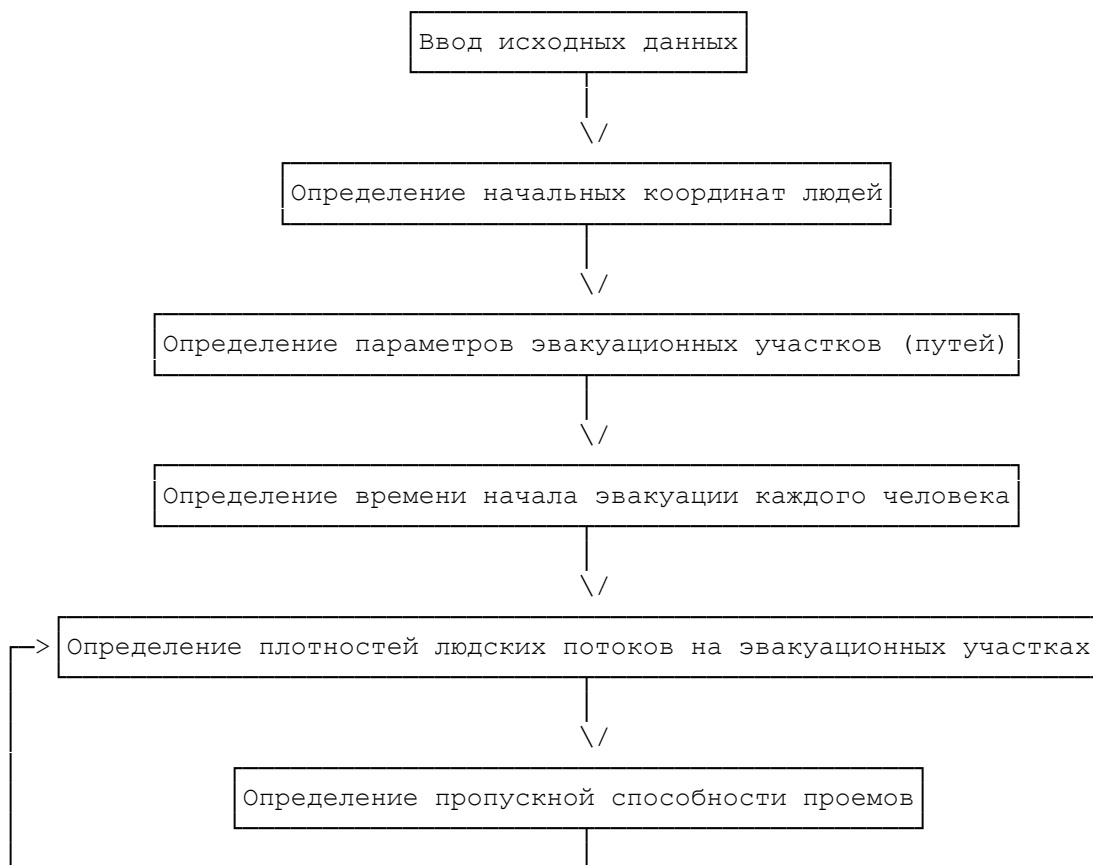 Ввод исходных данных
Определение начальных координат людей
Определение параметров эвакуационных участков (путей)
Определение времени начала эвакуации каждого человека
Определение плотностей людских потоков на эвакуационных участках
Определение пропускной способности проемов